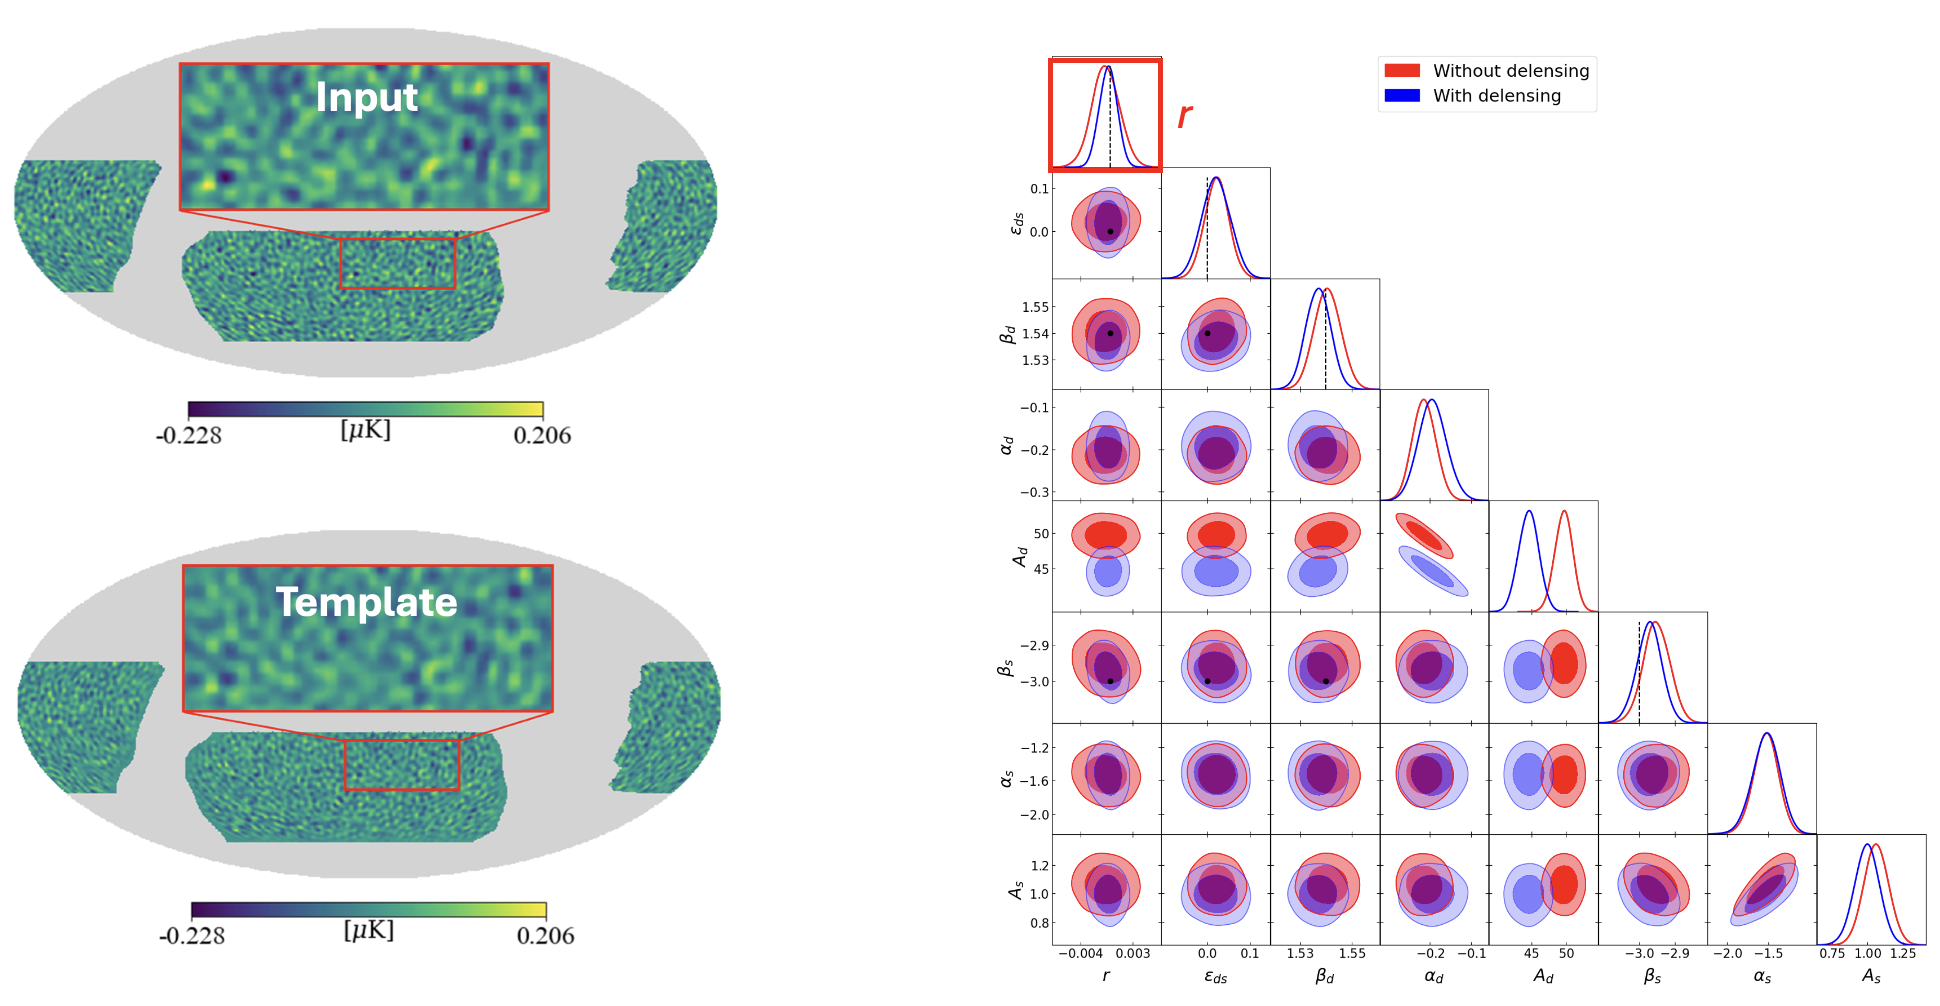 Input
-0.228
[μK]
0.206
Template
-0.228
[μK]
0.206
Without delensing
With delensing
r
0.1
0.0
ε_ds
1.55
1.54
1.53
β_d
−0.1
−0.2
−0.3
α_d
50
45
A_d
−2.9
−3.0
β_s
−1.2
−1.6
−2.0
α_s
1.2
1.0
0.8
A_s
−0.004 0.003 0.0 0.1 1.53 1.55 −0.2 −0.1 45 50 −3.0 −2.9 −2.0 −1.5 0.75 1.00 1.25
r ε_ds β_d α_d A_d β_s α_s A_s